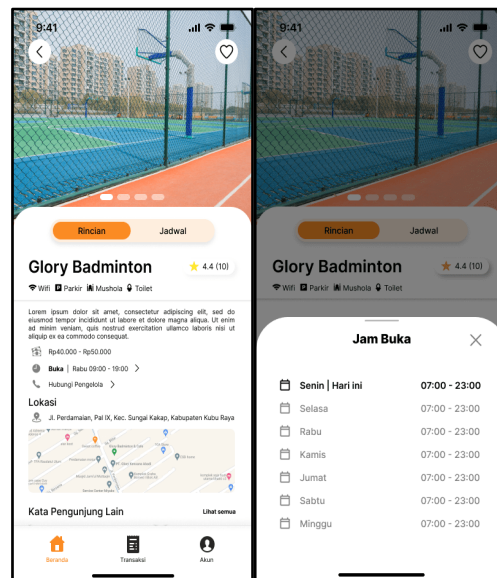 9:41
Rincian
Jadwal
Glory Badminton
4.4 (10)
Wifi Parkir Mushola Toilet
Lorem ipsum dolor sit amet, consectetur adipiscing elit, sed do
eiusmod tempor incididunt ut labore et dolore magna aliqua. Ut enim
ad minim veniam, quis nostrud exercitation ullamco laboris nisi ut
aliquip ex ea commodo consequat.
Rp40.000 - Rp50.000
Buka | Rabu 09:00 - 19:00
Hubungi Pengelola
Lokasi
Jl. Perdamaian, Pal IX, Kec. Sungai Kakap, Kabupaten Kubu Raya
Kata Pengunjung Lain
Lihat semua
Beranda
Transaksi
Akun
9:41
Rincian
Jadwal
Glory Badminton
4.4 (10)
Wifi Parkir Mushola Toilet
Jam Buka
Senin | Hari ini 07:00 - 23:00
Selasa 07:00 - 23:00
Rabu 07:00 - 23:00
Kamis 07:00 - 23:00
Jumat 07:00 - 23:00
Sabtu 07:00 - 23:00
Minggu 07:00 - 23:00